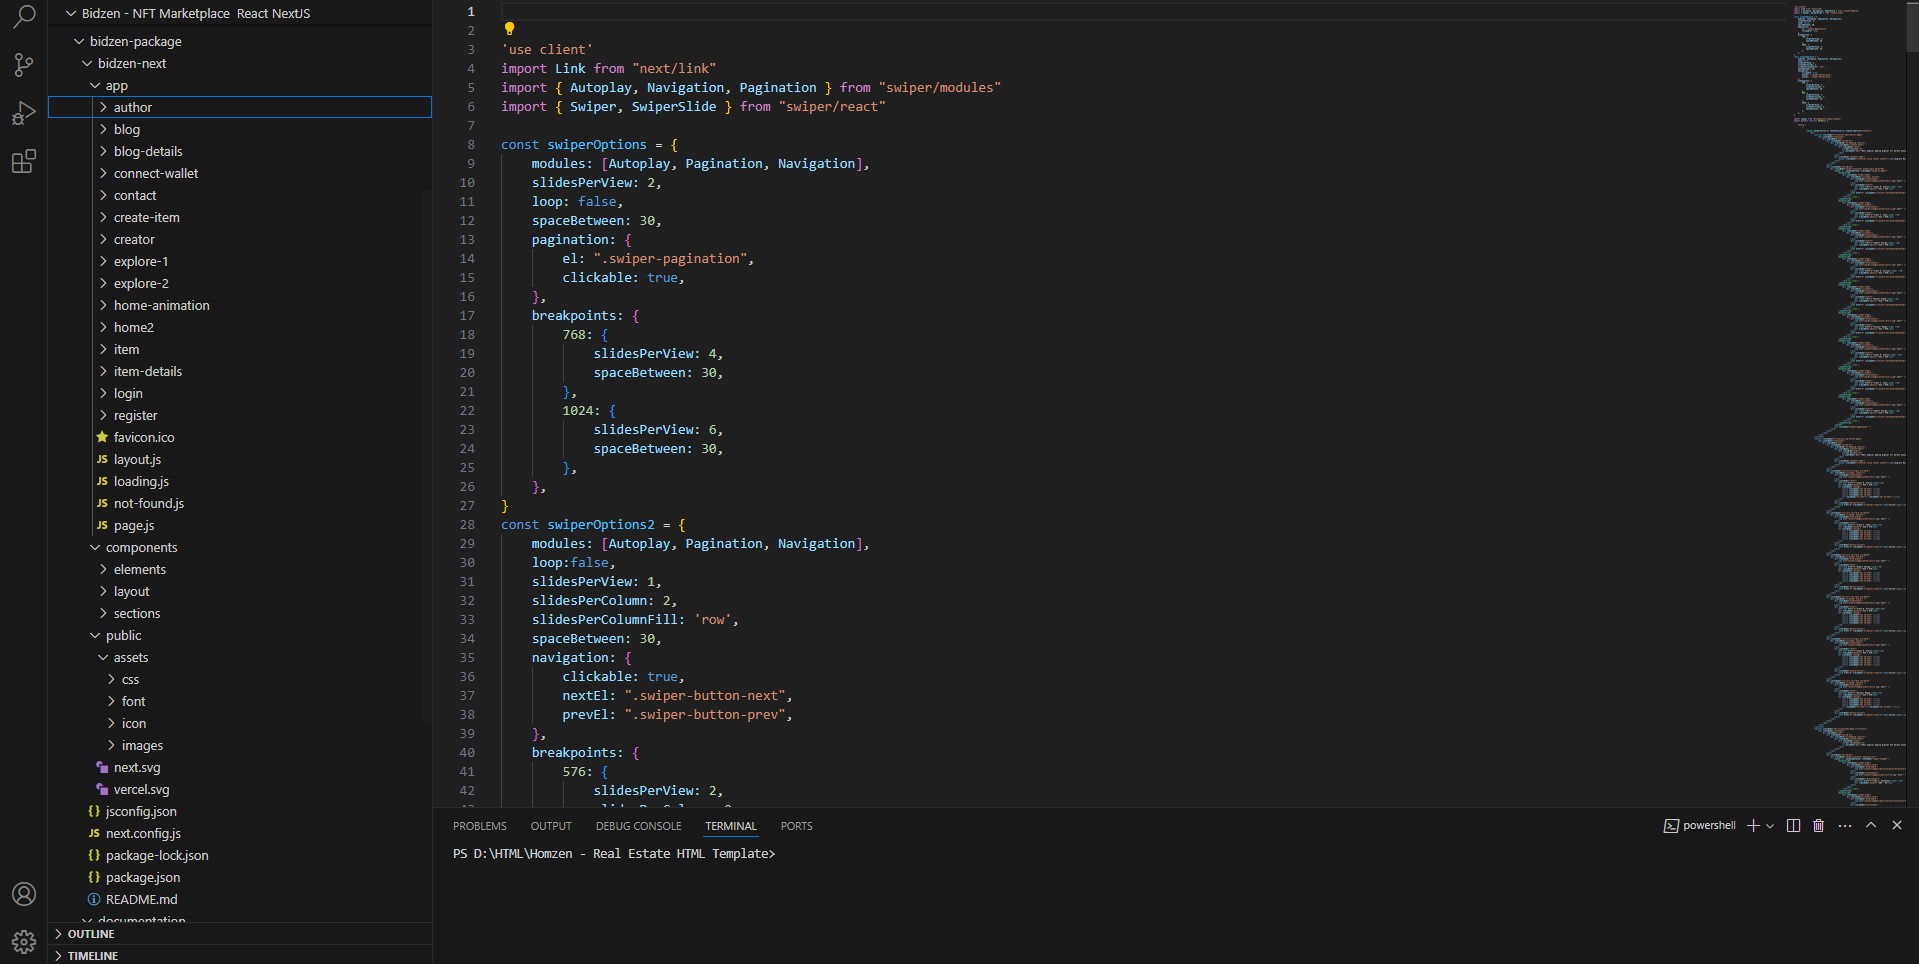 Bidzen - NFT Marketplace React NextJS
bidzen-package
bidzen-next
app
author
blog
blog-details
connect-wallet
contact
create-item
creator
explore-1
explore-2
home-animation
home2
item
item-details
login
register
favicon.ico
JS layout.js
JS loading.js
JS not-found.js
JS page.js
components
elements
layout
sections
public
assets
css
font
icon
images
next.svg
vercel.svg
{} jsconfig.json
JS next.config.js
{} package-lock.json
{} package.json
README.md
documentation
OUTLINE
TIMELINE
1
2
3 'use client'
4 import Link from "next/link"
5 import { Autoplay, Navigation, Pagination } from "swiper/modules"
6 import { Swiper, SwiperSlide } from "swiper/react"
7
8 const swiperOptions = {
9 modules: [Autoplay, Pagination, Navigation],
10 slidesPerView: 2,
11 loop: false,
12 spaceBetween: 30,
13 pagination: {
14 el: ".swiper-pagination",
15 clickable: true,
16 },
17 breakpoints: {
18 768: {
19 slidesPerView: 4,
20 spaceBetween: 30,
21 },
22 1024: {
23 slidesPerView: 6,
24 spaceBetween: 30,
25 },
26 },
27 }
28 const swiperOptions2 = {
29 modules: [Autoplay, Pagination, Navigation],
30 loop:false,
31 slidesPerView: 1,
32 slidesPerColumn: 2,
33 slidesPerColumnFill: 'row',
34 spaceBetween: 30,
35 navigation: {
36 clickable: true,
37 nextEl: ".swiper-button-next",
38 prevEl: ".swiper-button-prev",
39 },
40 breakpoints: {
41 576: {
42 slidesPerView: 2,
PROBLEMS OUTPUT DEBUG CONSOLE TERMINAL PORTS
powershell
PS D:\HTML\Homzen - Real Estate HTML Template>